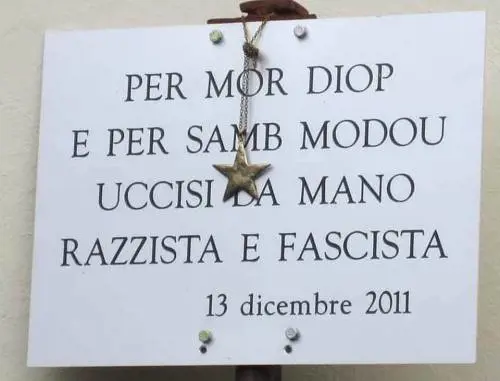 PER MOR DIOP
E PER SAMB MODOU
UCCISI DA MANO
RAZZISTA E FASCISTA
13 dicembre 2011